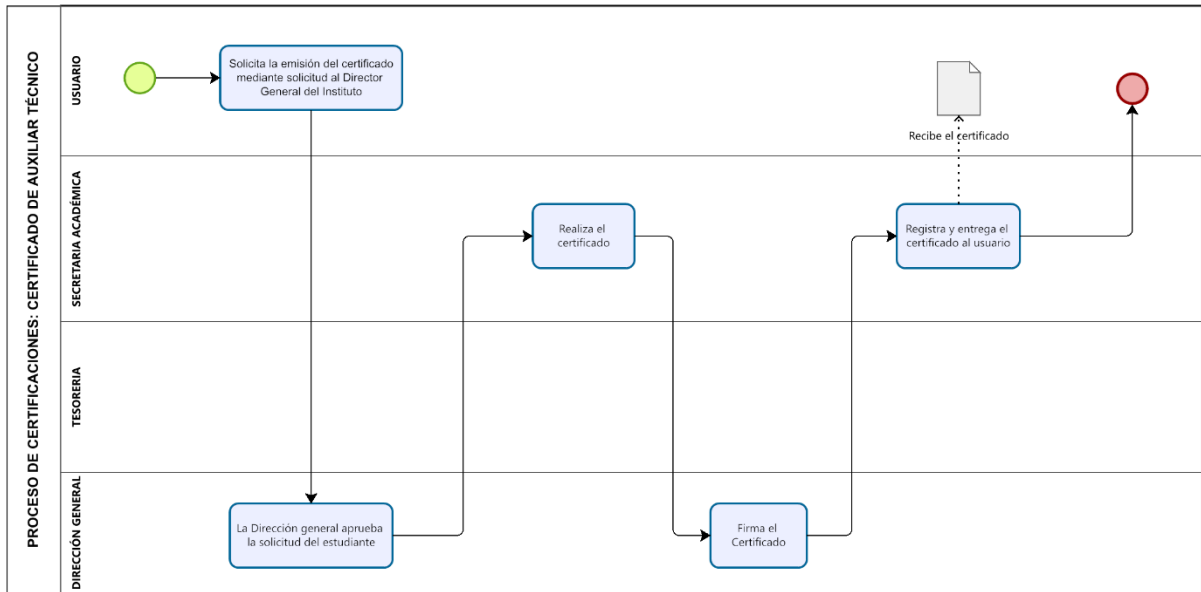 PROCESO DE CERTIFICACIONES: CERTIFICADO DE AUXILIAR TÉCNICO
USUARIO
Solicita la emisión del certificado
mediante solicitud al Director
General del Instituto
Recibe el certificado
SECRETARIA ACADÉMICA
Realiza el
certificado
Registra y entrega el
certificado al usuario
TESORERIA
DIRECCIÓN GENERAL
La Dirección general aprueba
la solicitud del estudiante
Firma el
Certificado